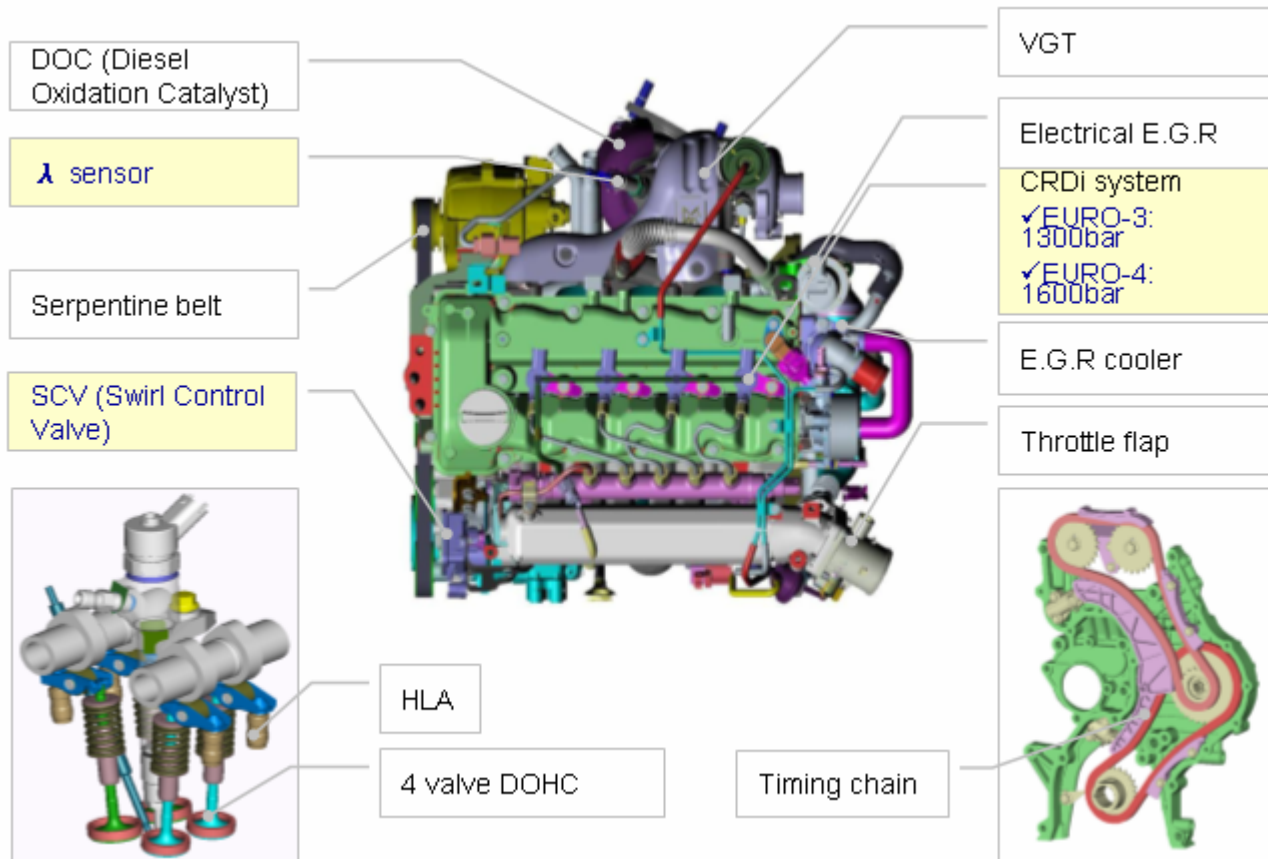 DOC (Diesel
Oxidation Catalyst)
λ sensor
Serpentine belt
SCV (Swirl Control
Valve)
VGT
Electrical E.G.R
CRDi system
✓EURO-3:
1300bar
✓EURO-4:
1600bar
E.G.R cooler
Throttle flap
HLA
4 valve DOHC
Timing chain